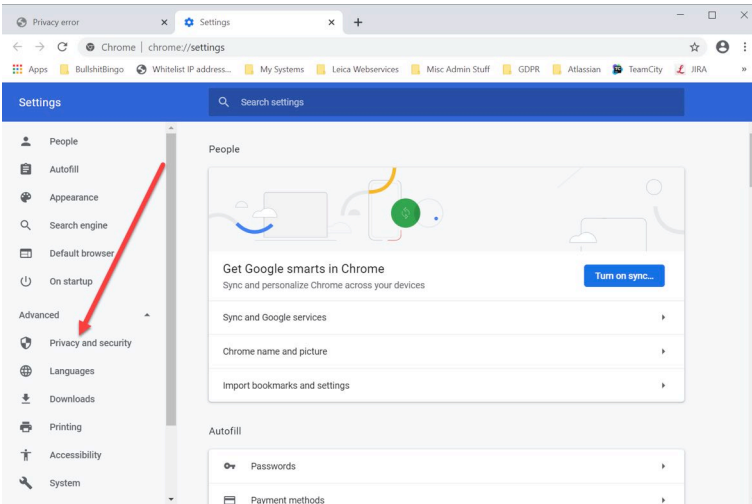 Privacy error
Settings
Chrome | chrome://settings
Apps BullshitBingo Whitelist IP address... My Systems Leica Webservices Misc Admin Stuff GDPR Atlassian TeamCity JIRA »
Settings
Search settings
People
Autofill
Appearance
Search engine
Default browser
On startup
Advanced
Privacy and security
Languages
Downloads
Printing
Accessibility
System
People
Get Google smarts in Chrome
Sync and personalize Chrome across your devices
Turn on sync...
Sync and Google services
Chrome name and picture
Import bookmarks and settings
Autofill
Passwords
Payment methods